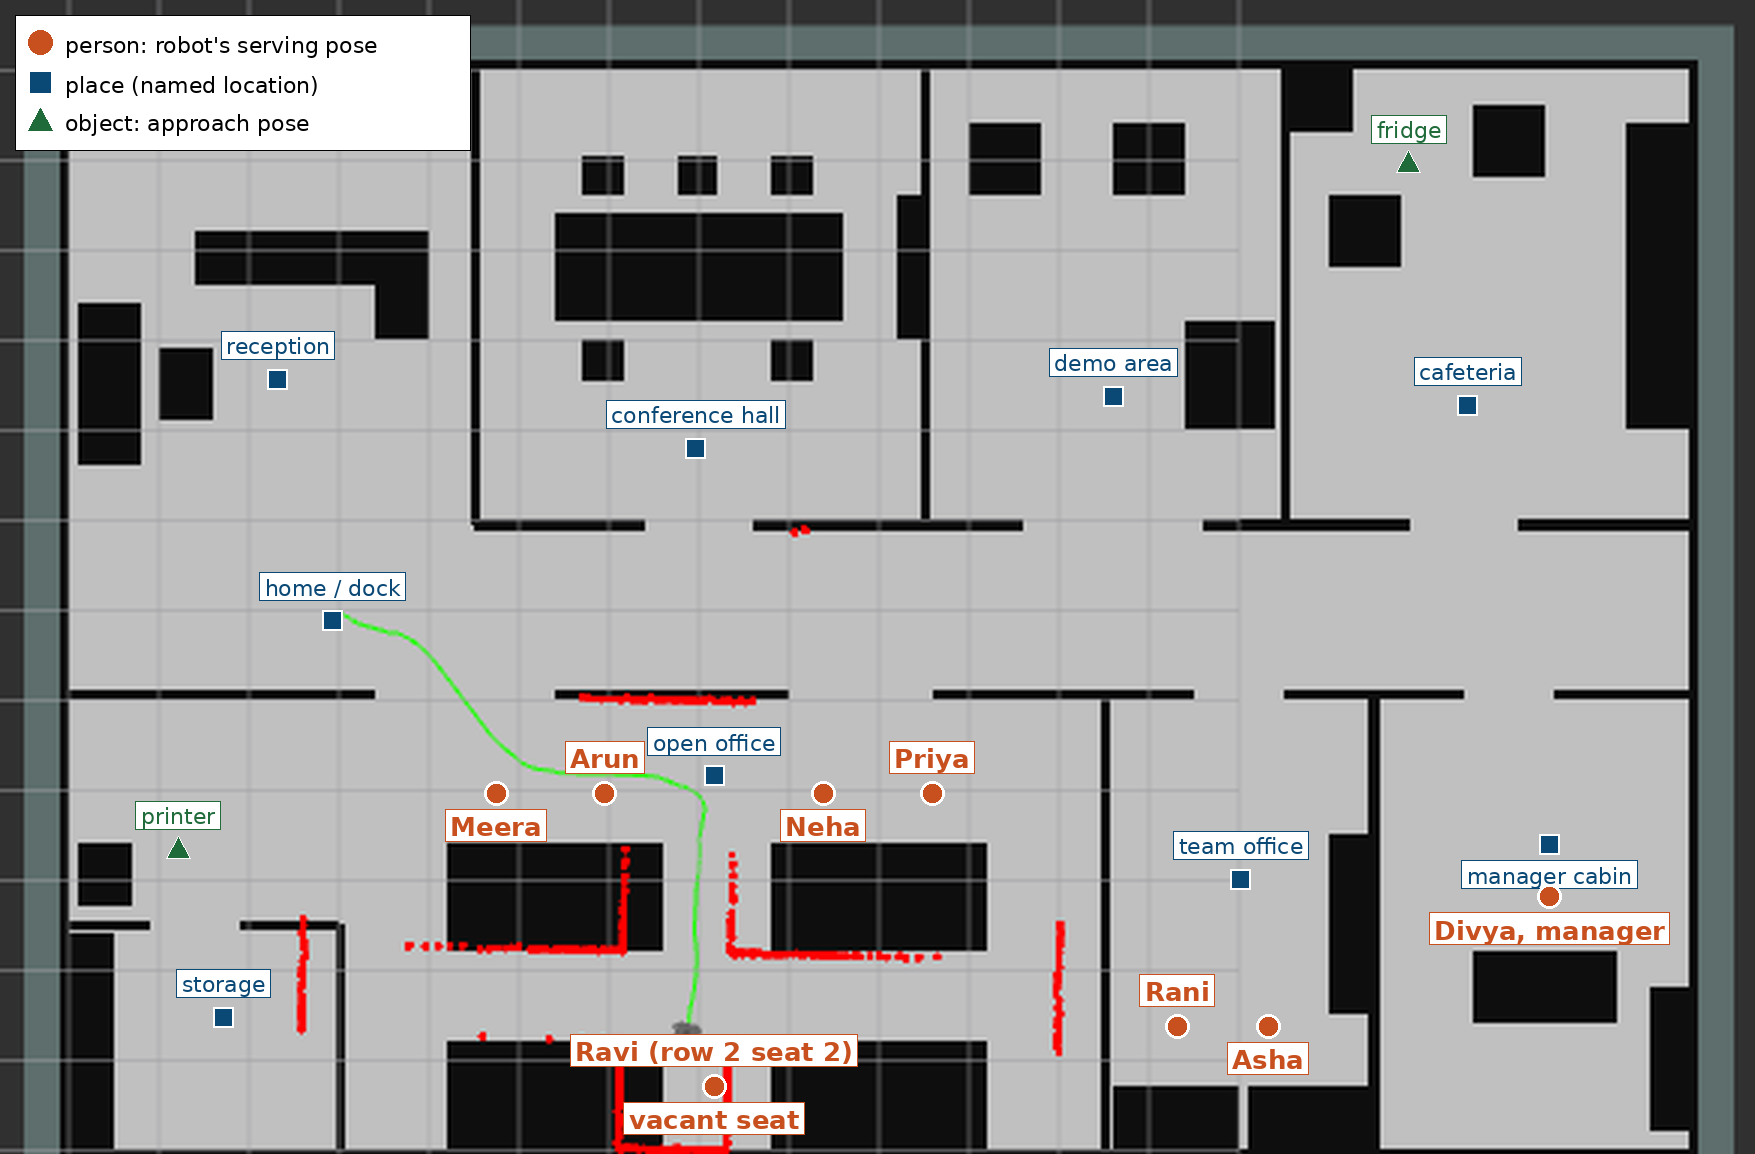 person: robot's serving pose
place (named location)
object: approach pose
fridge
reception
demo area
cafeteria
conference hall
home / dock
open office
Arun
Priya
printer
Meera
Neha
team office
manager cabin
Divya, manager
storage
Rani
Ravi (row 2 seat 2)
Asha
vacant seat